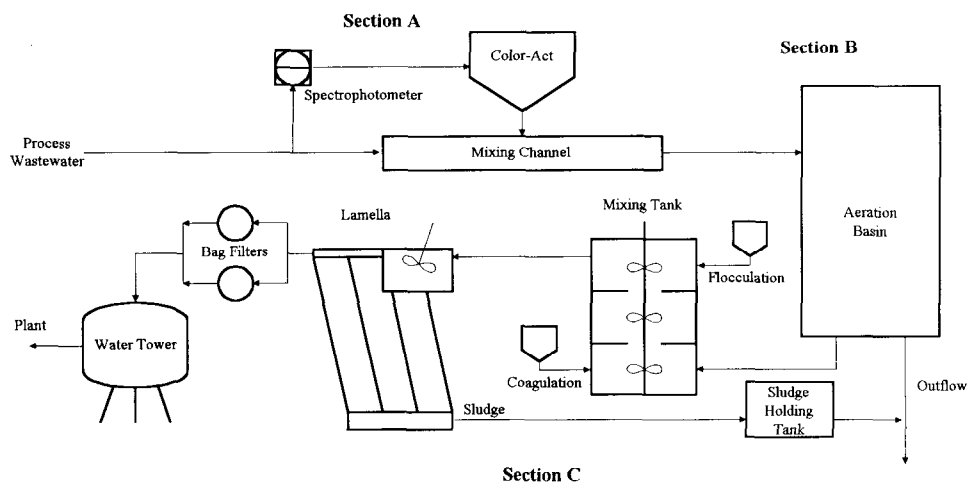 Section A
Section B
Color-Act
Spectrophotometer
Process
Wastewater
Mixing Channel
Lamella
Mixing Tank
Aeration
Basin
Bag Filters
Flocculation
Plant
Water Tower
Coagulation
Outflow
Sludge
Sludge
Holding
Tank
Section C